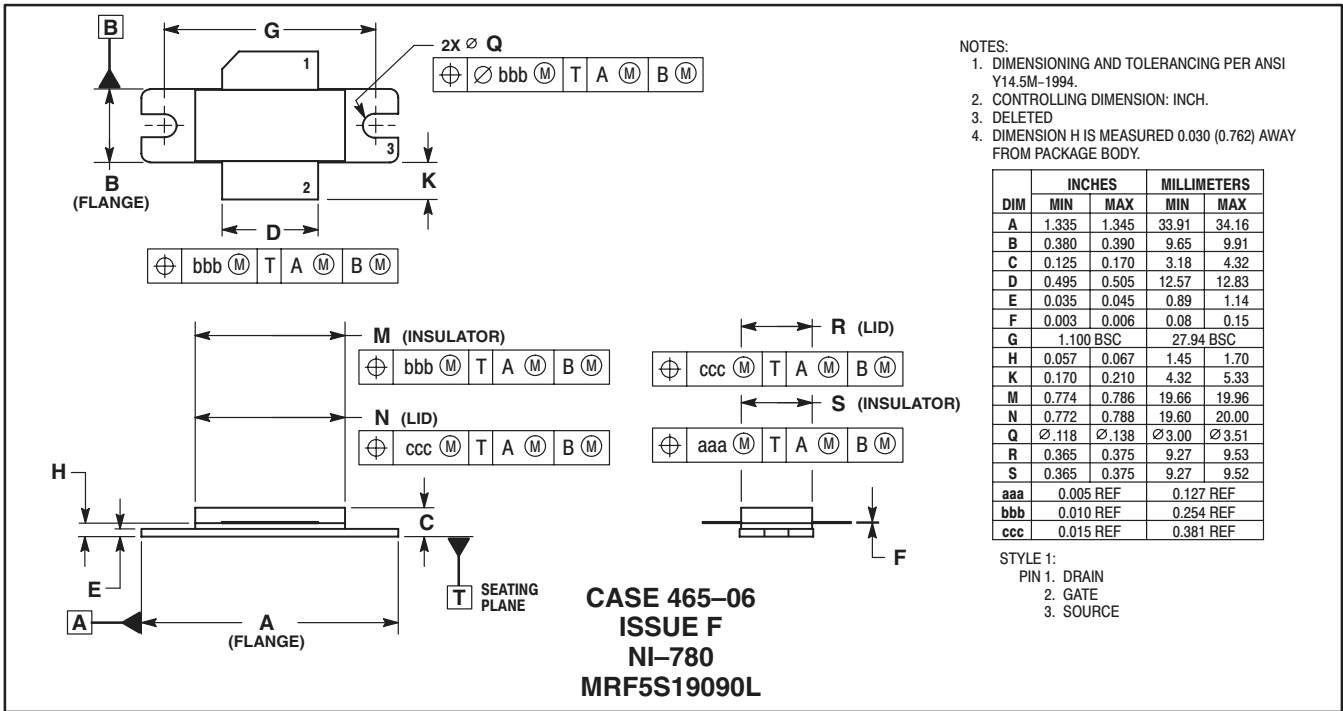 B
G
2X ∅ Q
⌖ ∅ bbb Ⓜ T A Ⓜ B Ⓜ
1
3
B
(FLANGE)
2
K
D
⌖ bbb Ⓜ T A Ⓜ B Ⓜ
M (INSULATOR)
⌖ bbb Ⓜ T A Ⓜ B Ⓜ
N (LID)
⌖ ccc Ⓜ T A Ⓜ B Ⓜ
R (LID)
⌖ ccc Ⓜ T A Ⓜ B Ⓜ
S (INSULATOR)
⌖ aaa Ⓜ T A Ⓜ B Ⓜ
H
C
E
F
T SEATING
PLANE
A
A
(FLANGE)
CASE 465–06
ISSUE F
NI–780
MRF5S19090L
NOTES:
1. DIMENSIONING AND TOLERANCING PER ANSI
Y14.5M–1994.
2. CONTROLLING DIMENSION: INCH.
3. DELETED
4. DIMENSION H IS MEASURED 0.030 (0.762) AWAY
FROM PACKAGE BODY.
INCHES MILLIMETERS
DIM MIN MAX MIN MAX
A 1.335 1.345 33.91 34.16
B 0.380 0.390 9.65 9.91
C 0.125 0.170 3.18 4.32
D 0.495 0.505 12.57 12.83
E 0.035 0.045 0.89 1.14
F 0.003 0.006 0.08 0.15
G 1.100 BSC 27.94 BSC
H 0.057 0.067 1.45 1.70
K 0.170 0.210 4.32 5.33
M 0.774 0.786 19.66 19.96
N 0.772 0.788 19.60 20.00
Q ∅.118 ∅.138 ∅3.00 ∅3.51
R 0.365 0.375 9.27 9.53
S 0.365 0.375 9.27 9.52
aaa 0.005 REF 0.127 REF
bbb 0.010 REF 0.254 REF
ccc 0.015 REF 0.381 REF
STYLE 1:
PIN 1. DRAIN
2. GATE
3. SOURCE